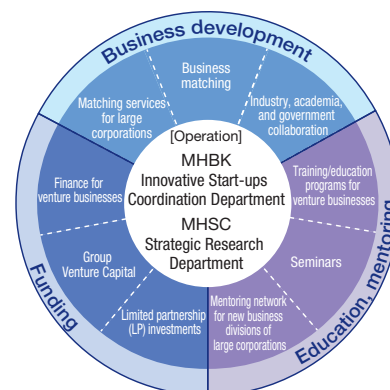 Business development
Business
matching
Matching services
for large
corporations
Industry, academia,
and government
collaboration
[Operation]
MHBK
Innovative Start-ups
Coordination Department
MHSC
Strategic Research
Department
Finance for
venture businesses
Group
Venture Capital
Limited partnership
(LP) investments
Funding
Training/education
programs for
venture businesses
Seminars
Mentoring network
for new business
divisions of
large corporations
Education, mentoring